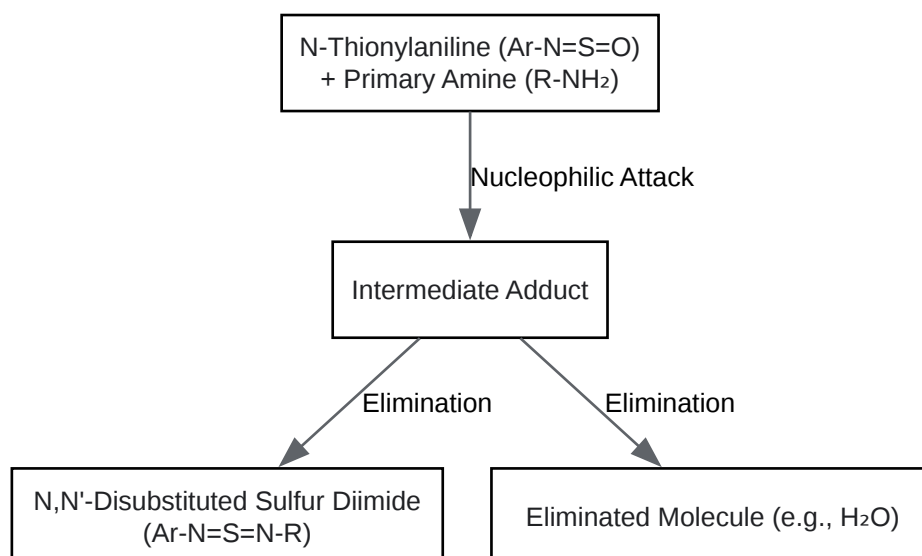 N-Thionylaniline (Ar-N=S=O)
+ Primary Amine (R-NH₂)
Nucleophilic Attack
Intermediate Adduct
Elimination
Elimination
N,N'-Disubstituted Sulfur Diimide
(Ar-N=S=N-R)
Eliminated Molecule (e.g., H₂O)